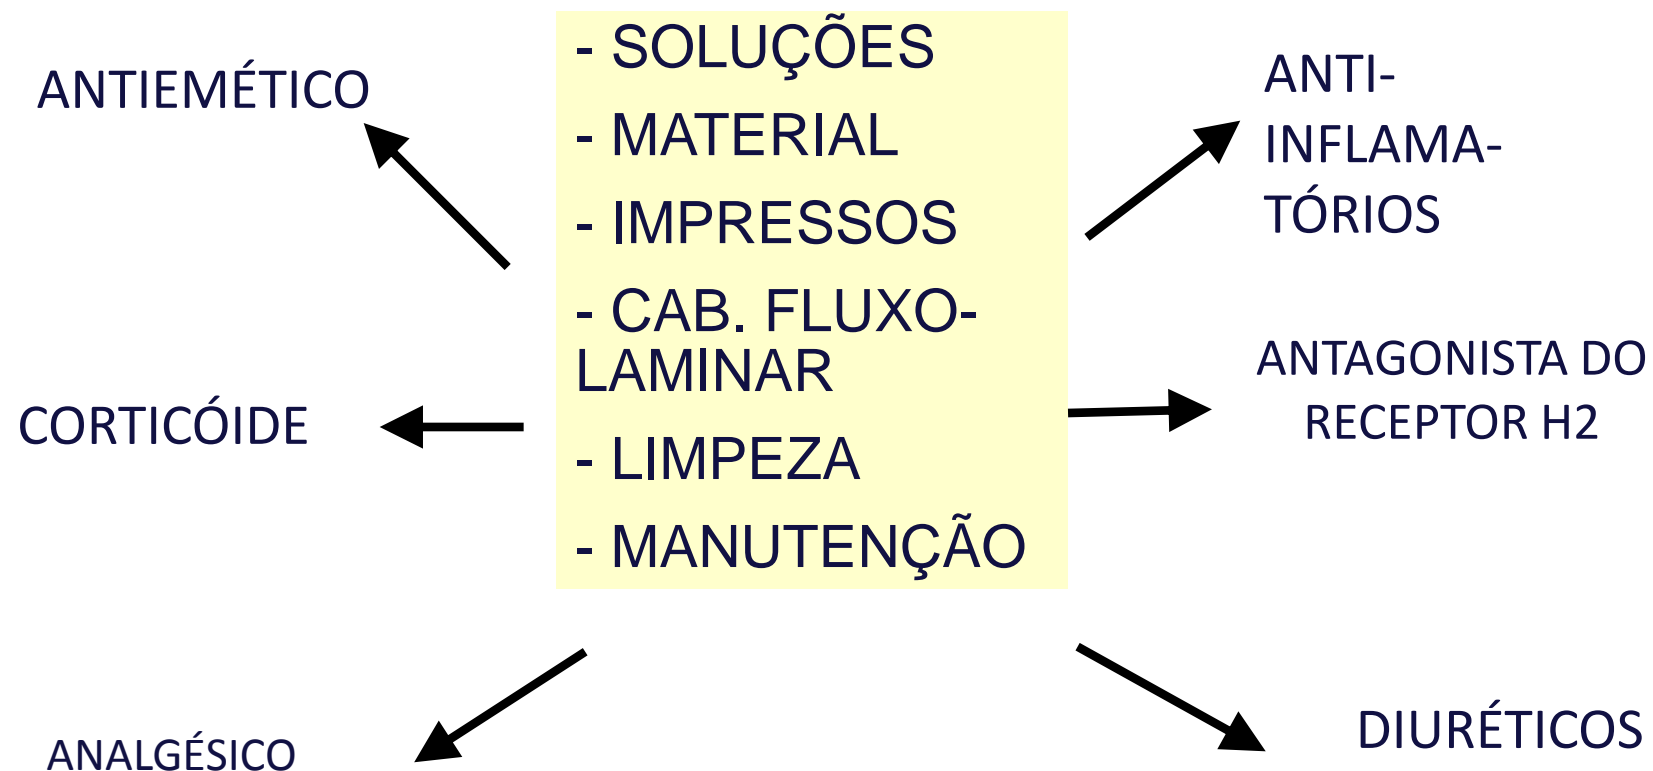 ANTIEMÉTICO
CORTICÓIDE
ANALGÉSICO
- SOLUÇÕES
- MATERIAL
- IMPRESSOS
- CAB. FLUXO-
LAMINAR
- LIMPEZA
- MANUTENÇÃO
ANTI-
INFLAMA-
TÓRIOS
ANTAGONISTA DO
RECEPTOR H2
DIURÉTICOS